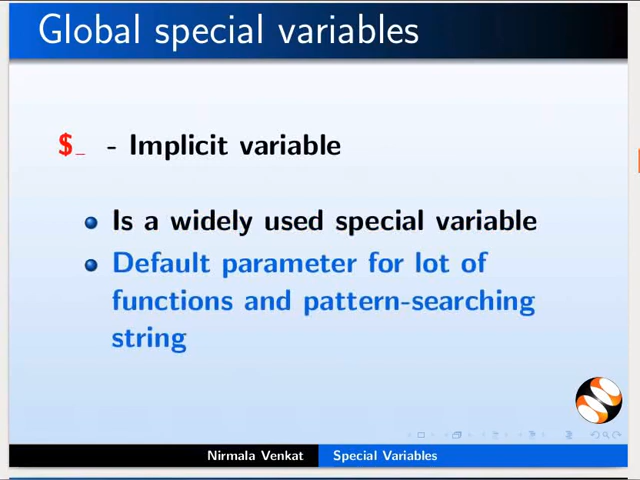 Global special variables
$_ - Implicit variable
Is a widely used special variable
Default parameter for lot of
functions and pattern-searching
string
Nirmala Venkat Special Variables